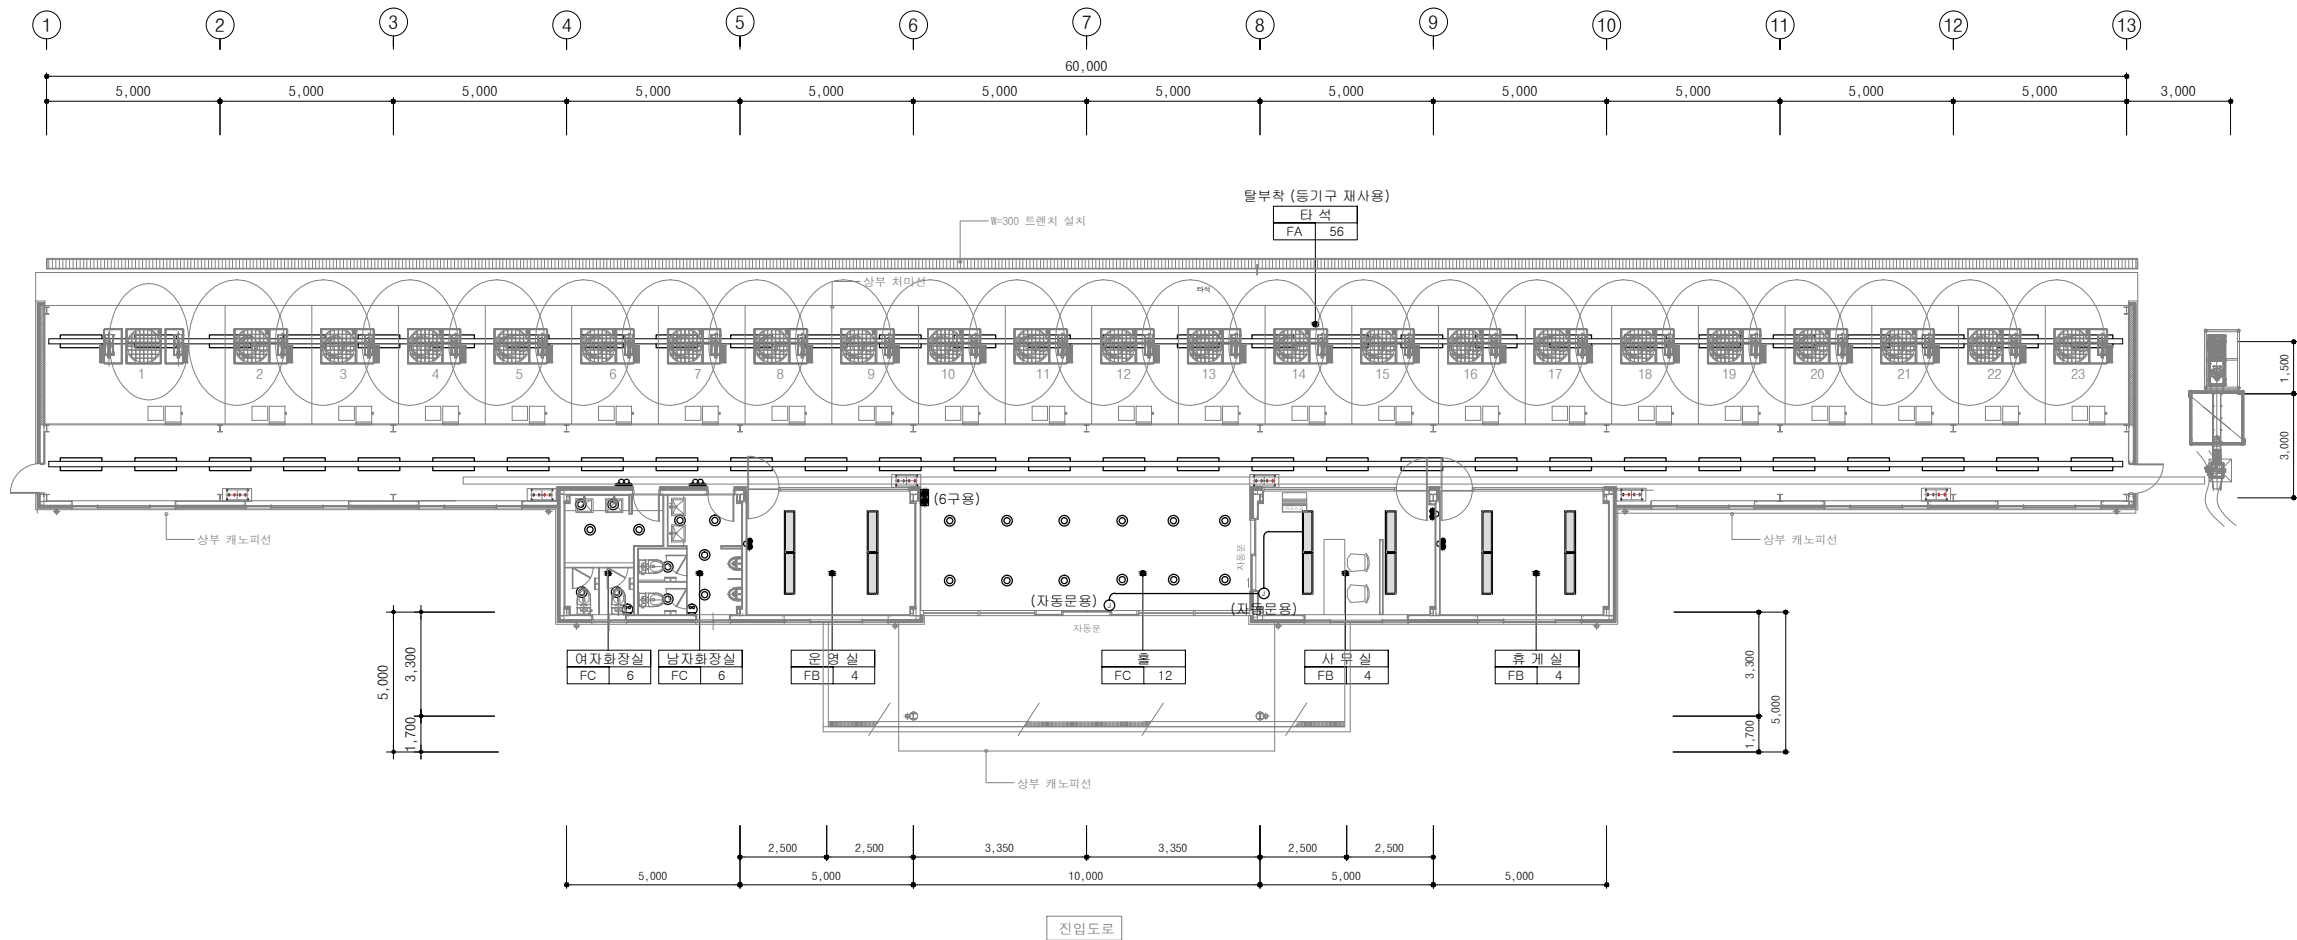 1 2 3 4 5 6 7 8 9 10 11 12 13
60,000
5,000 5,000 5,000 5,000 5,000 5,000 5,000 5,000 5,000 5,000 5,000 5,000 3,000
탈부착 (등기구 재사용)
타 석
FA 56
W=300 트렌치 설치
상부 처마선
타석
1 2 3 4 5 6 7 8 9 10 11 12 13 14 15 16 17 18 19 20 21 22 23
1,500
3,000
(6구용)
상부 캐노피선
상부 캐노피선
자동문
(자동문용)
(자동문용)
자동문
여자화장실
FC 6
남자화장실
FC 6
운 영 실
FB 4
홀
FC 12
사 무 실
FB 4
휴 게 실
FB 4
5,000
3,300
1,700
3,300
1,700
5,000
상부 캐노피선
2,500 2,500 3,350 3,350 2,500 2,500
5,000 5,000 10,000 5,000 5,000
진입도로